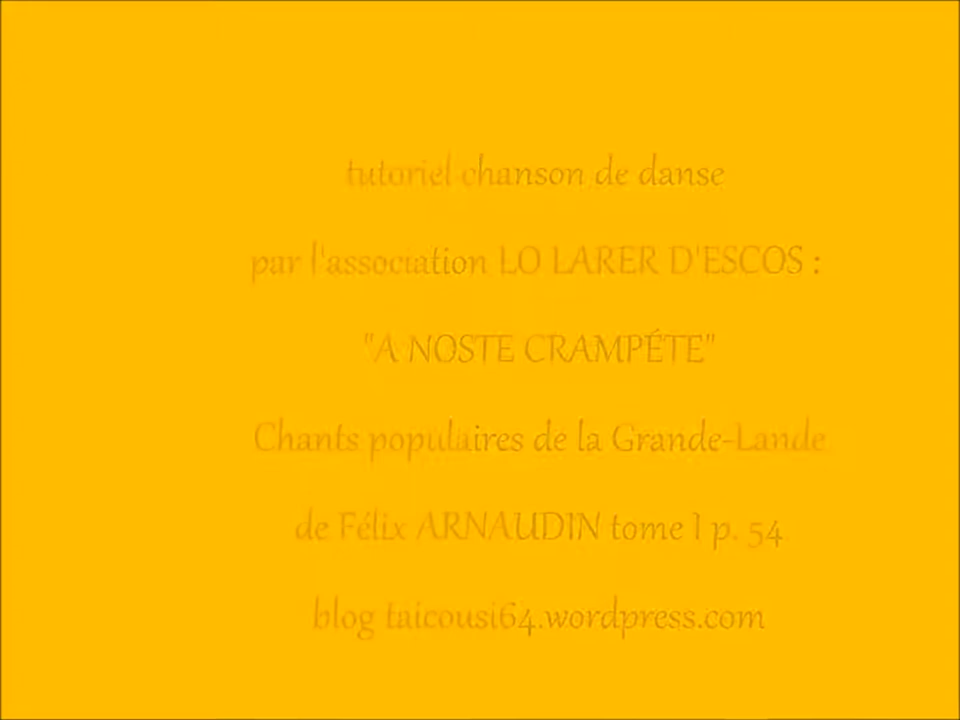 tutoriel chanson de danse
par l'association LO LARER D'ESCOS :
"A NOSTE CRAMPÉTE"
Chants populaires de la Grande-Lande
de Félix ARNAUDIN tome I p. 54
blog taicousi64.wordpress.com